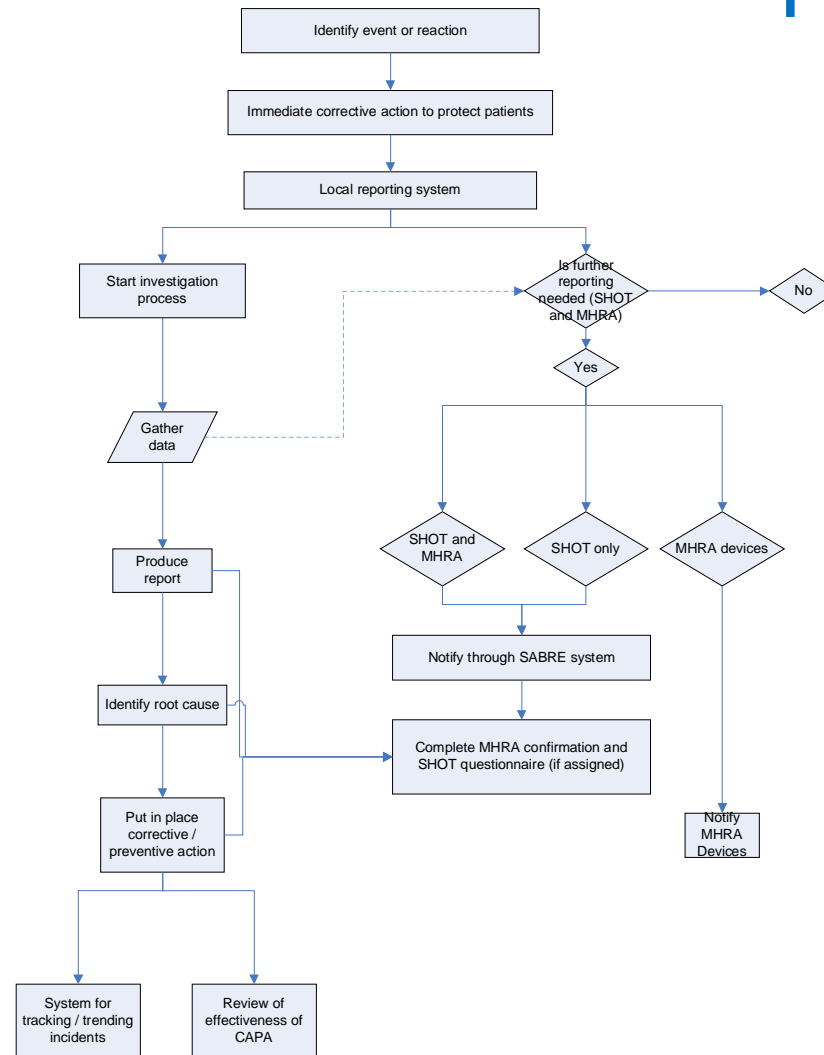 Identify event or reaction
Immediate corrective action to protect patients
Local reporting system
Start investigation
process
Is further
reporting
needed (SHOT
and MHRA)
No
Yes
Gather
data
SHOT and
MHRA
SHOT only
MHRA devices
Produce
report
Notify through SABRE system
Identify root cause
Complete MHRA confirmation and
SHOT questionnaire (if assigned)
Put in place
corrective /
preventive action
Notify
MHRA
Devices
System for
tracking / trending
incidents
Review of
effectiveness of
CAPA